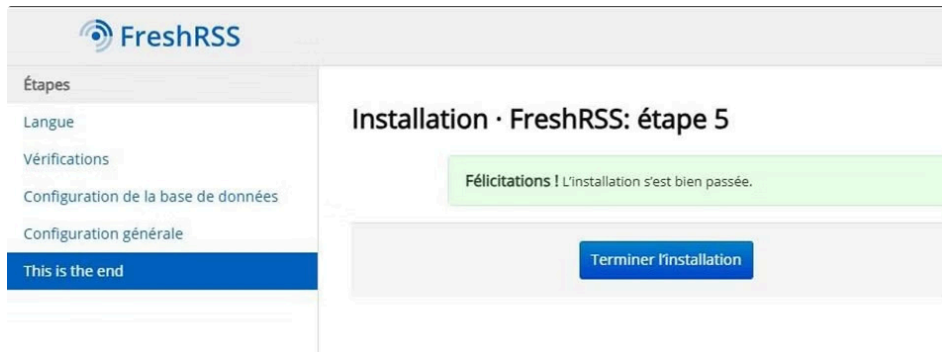 FreshRSS
Étapes
Langue
Vérifications
Configuration de la base de données
Configuration générale
This is the end
Installation · FreshRSS: étape 5
Félicitations ! L’installation s’est bien passée.
Terminer l’installation